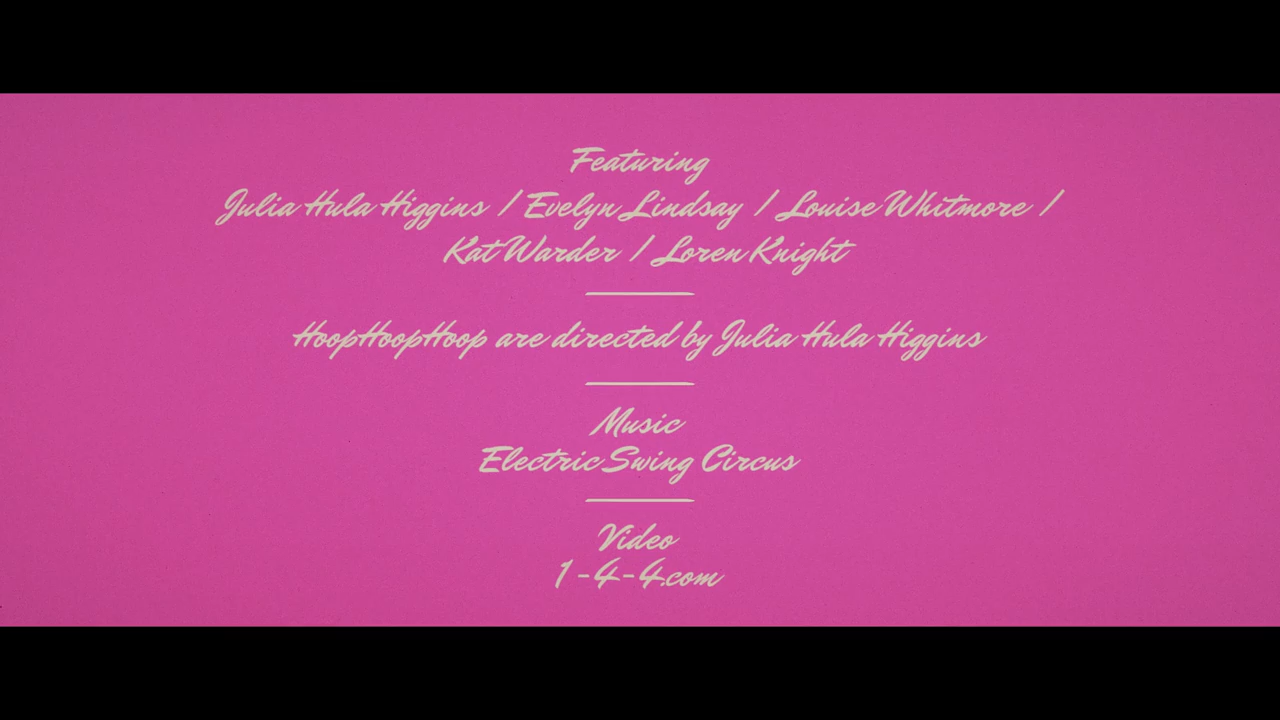 Featuring
Julia Hula Higgins / Evelyn Lindsay / Louise Whitmore /
Kat Warder / Loren Knight
HoopHoopHoop are directed by Julia Hula Higgins
Music
Electric Swing Circus
Video
1-4-4.com